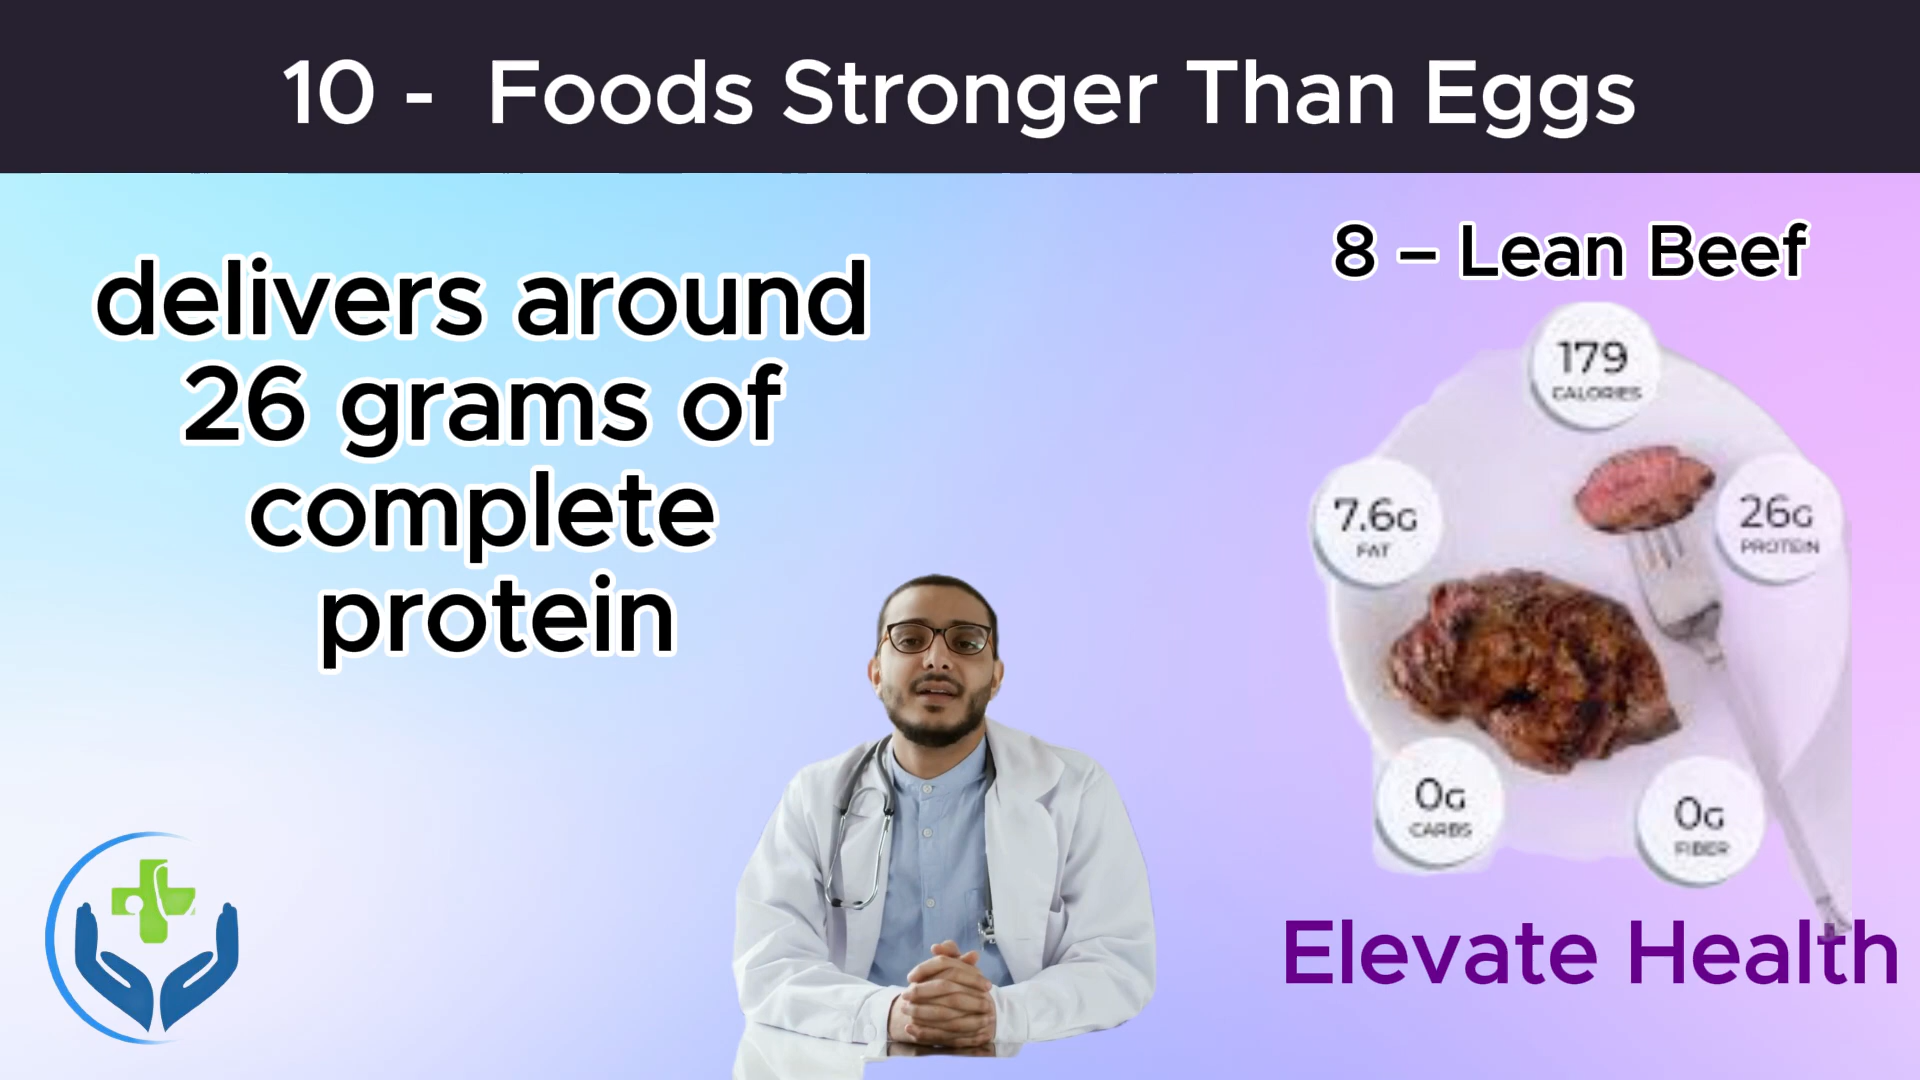 10 - Foods Stronger Than Eggs
delivers around
26 grams of
complete
protein
8 – Lean Beef
179
CALORIES
7.6G
FAT
26G
PROTEIN
0G
CARBS
0G
FIBER
Elevate Health